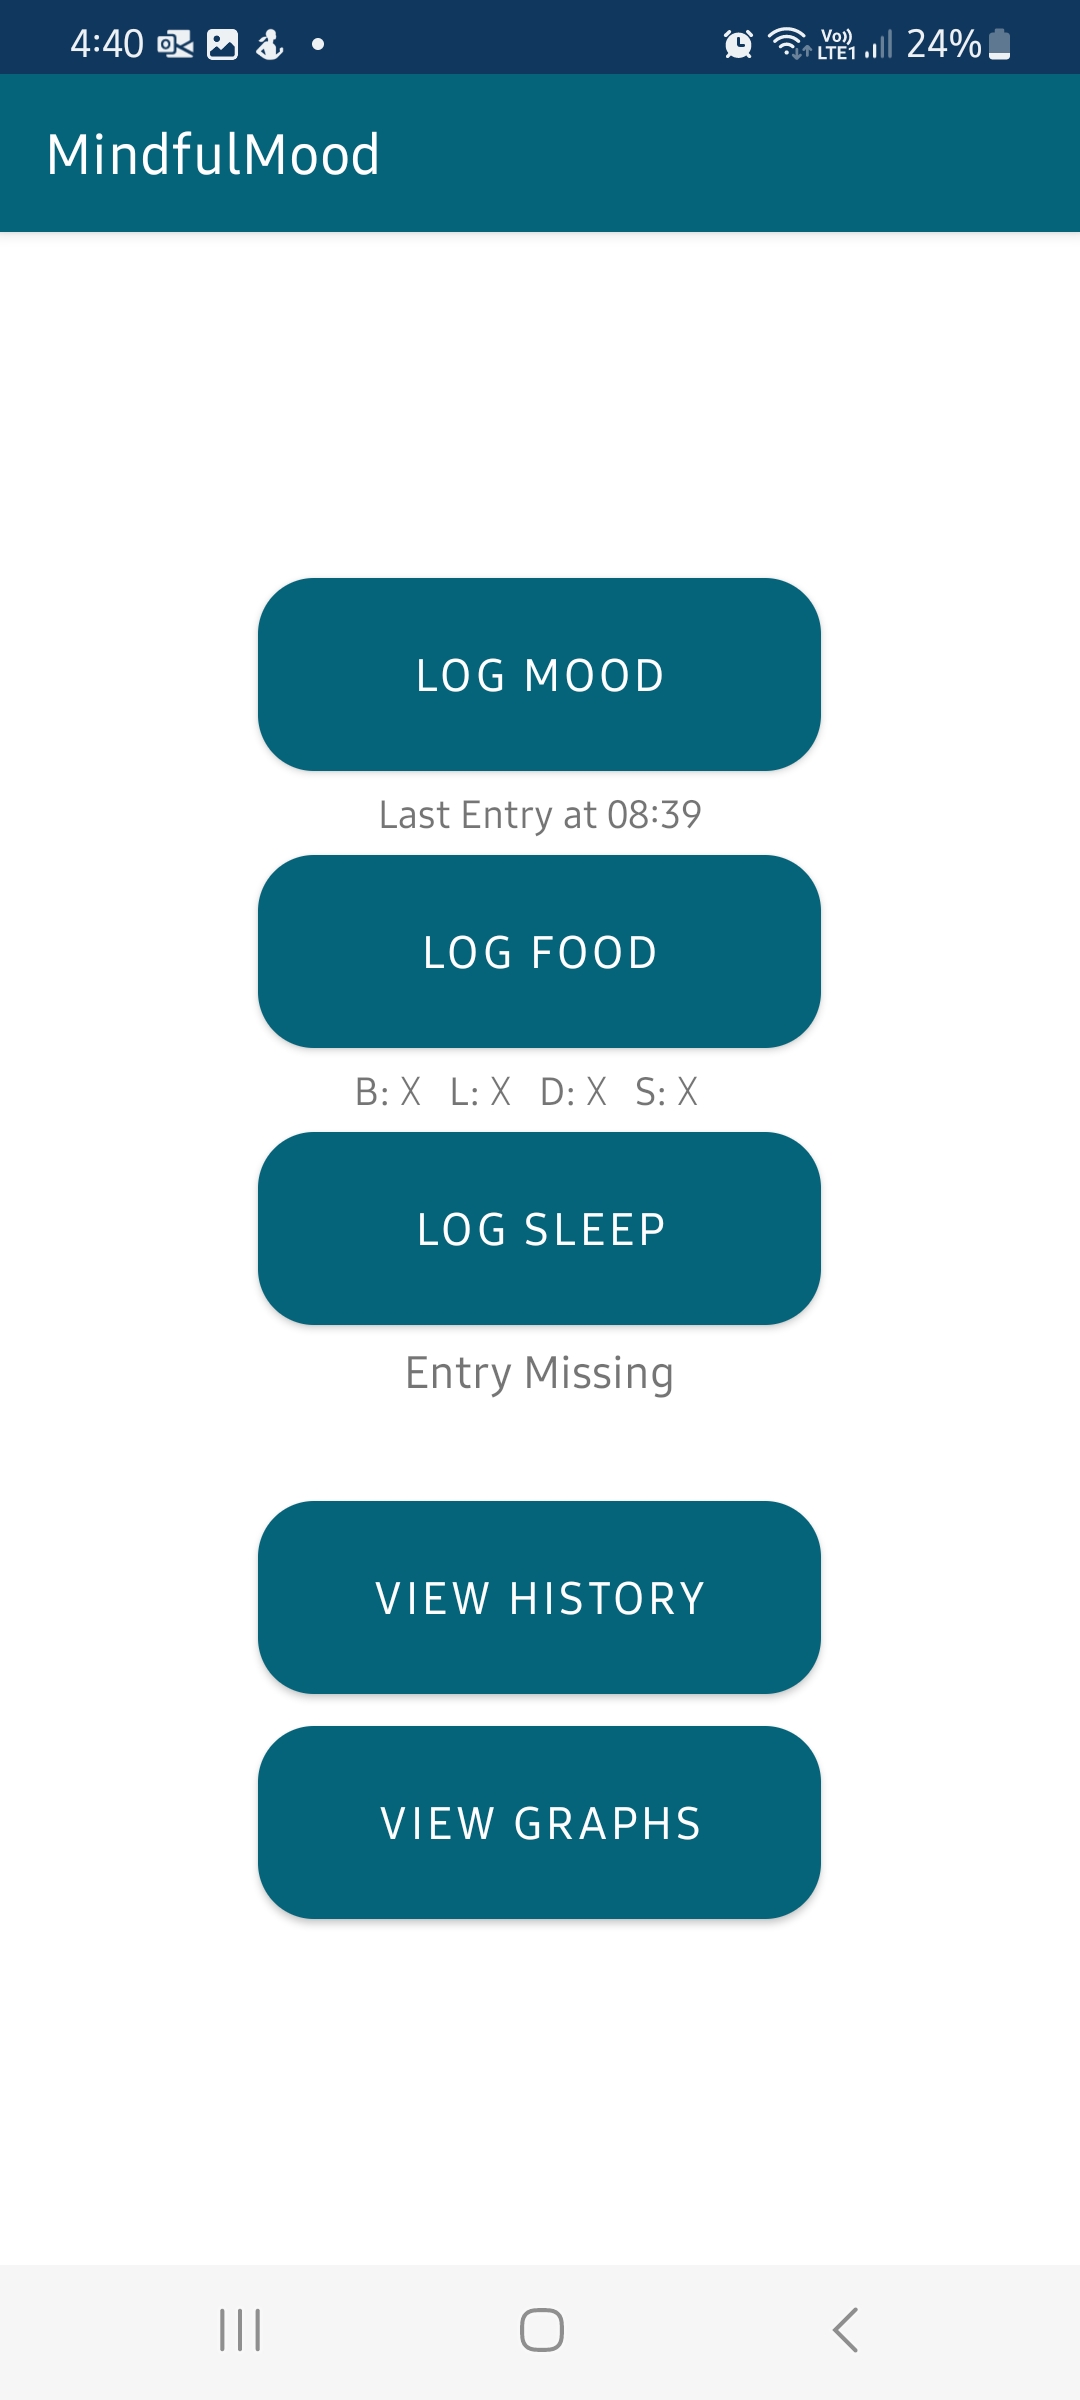 4:40 Vo)) LTE1 24%
MindfulMood
LOG MOOD
Last Entry at 08:39
LOG FOOD
B: X L: X D: X S: X
LOG SLEEP
Entry Missing
VIEW HISTORY
VIEW GRAPHS